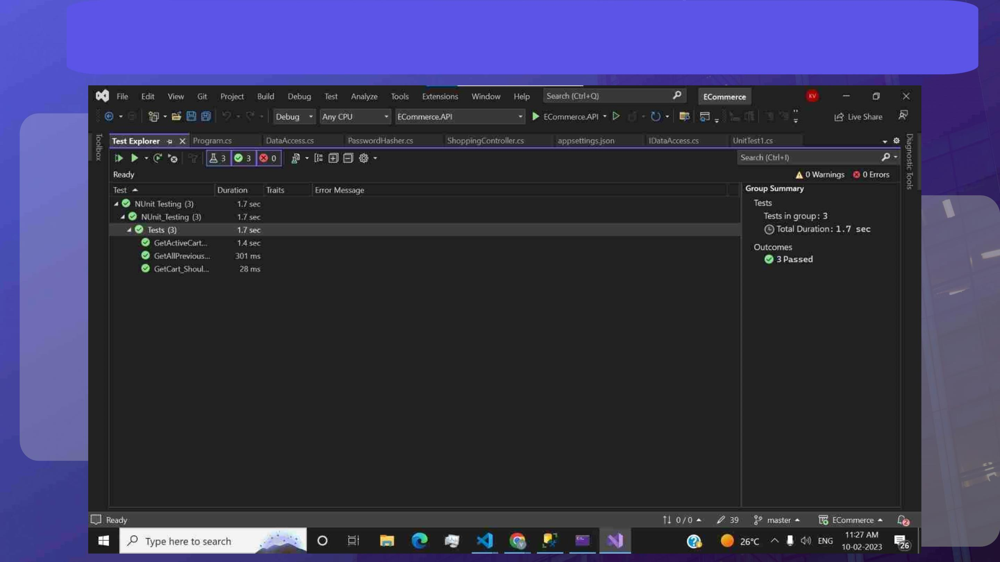 File Edit View Git Project Build Debug Test Analyze Tools Extensions Window Help Search (Ctrl+Q) ECommerce KV
Debug Any CPU ECommerce.API ECommerce.API Live Share
Toolbox
Test Explorer Program.cs DataAccess.cs PasswordHasher.cs ShoppingController.cs appsettings.json IDataAccess.cs UnitTest1.cs
Diagnostic Tools
3 3 0 Search (Ctrl+I)
Ready 0 Warnings 0 Errors
Test Duration Traits Error Message
NUnit Testing (3) 1.7 sec
NUnit_Testing (3) 1.7 sec
Tests (3) 1.7 sec
GetActiveCart... 1.4 sec
GetAllPrevious... 301 ms
GetCart_Shoul... 28 ms
Group Summary
Tests
Tests in group: 3
Total Duration: 1.7 sec
Outcomes
3 Passed
Ready 0 / 0 39 master ECommerce 2
Type here to search 26°C ENG 11:27 AM
10-02-2023 26